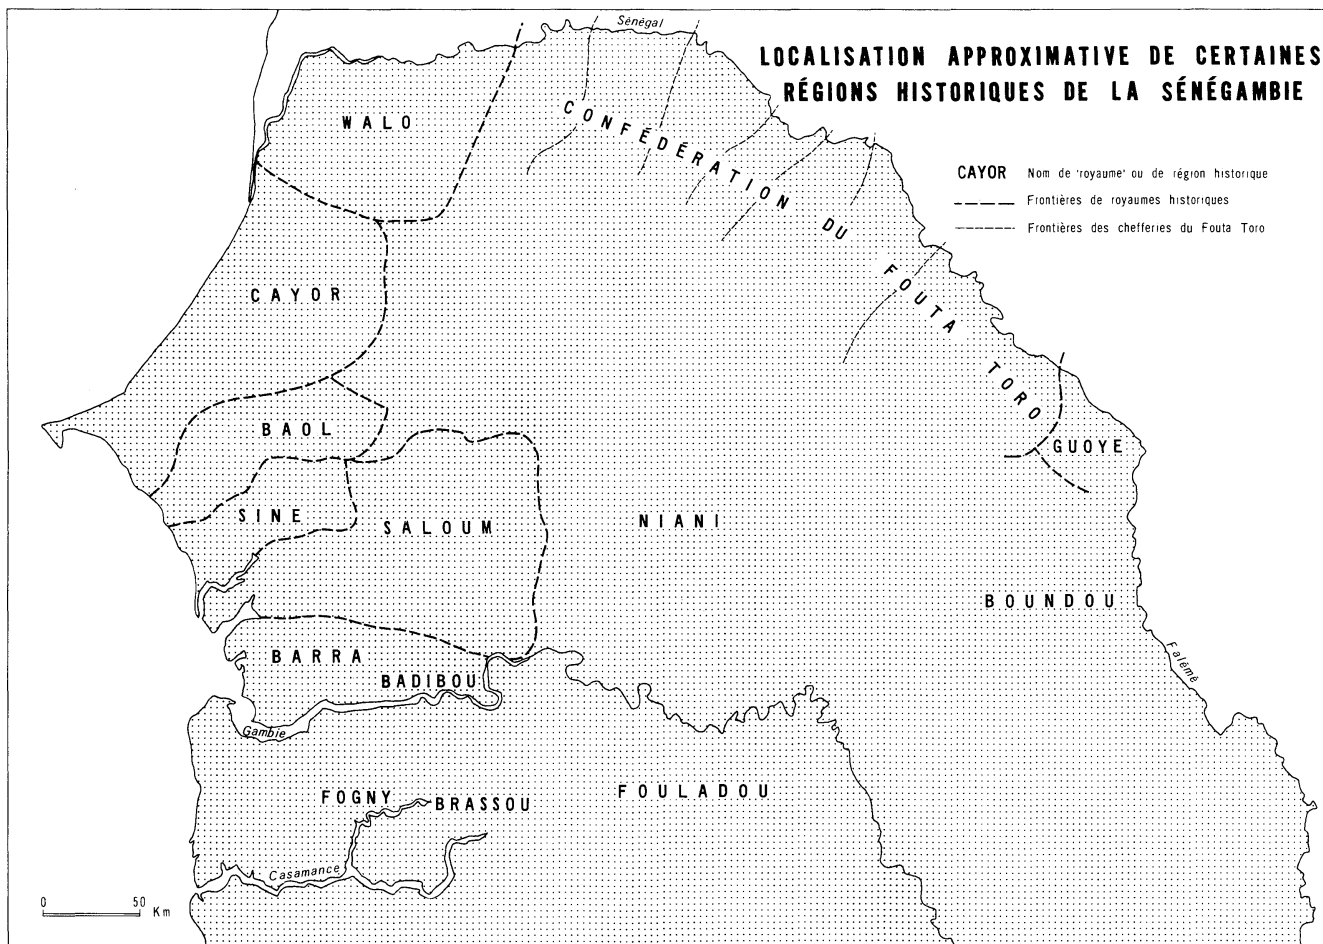 Sénégal
LOCALISATION APPROXIMATIVE DE CERTAINES
RÉGIONS HISTORIQUES DE LA SÉNÉGAMBIE
CAYOR Nom de 'royaume' ou de région historique
Frontières de royaumes historiques
Frontières des chefferies du Fouta Toro
WALO
CONFÉDÉRATION DU FOUTA TORO
CAYOR
BAOL
GUOYE
SINE
SALOUM
NIANI
BOUNDOU
BARRA
BADIBOU
Falémé
Gambie
FOGNY
BRASSOU
FOULADOU
Casamance
0 50 Km